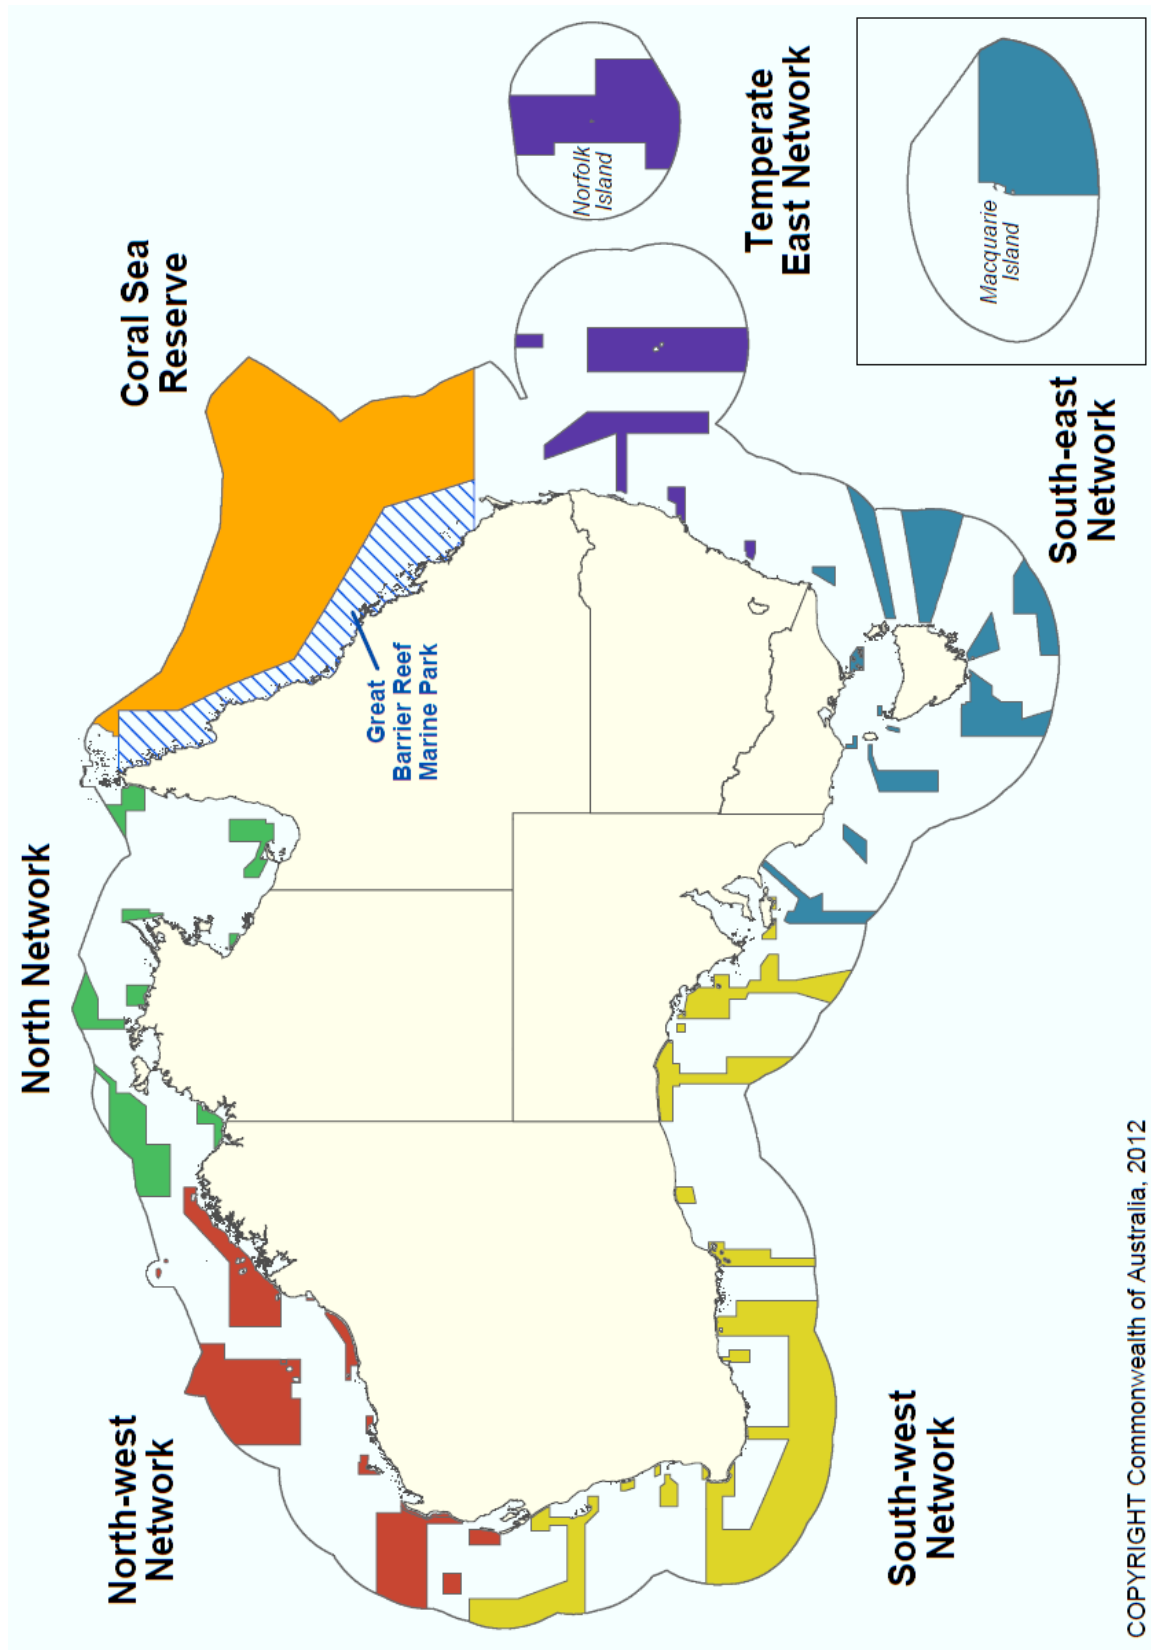 North Network
Coral Sea
Reserve
North-west
Network
Great
Barrier Reef
Marine Park
Norfolk
Island
Temperate
East Network
South-west
Network
South-east
Network
Macquarie
Island
COPYRIGHT Commonwealth of Australia, 2012